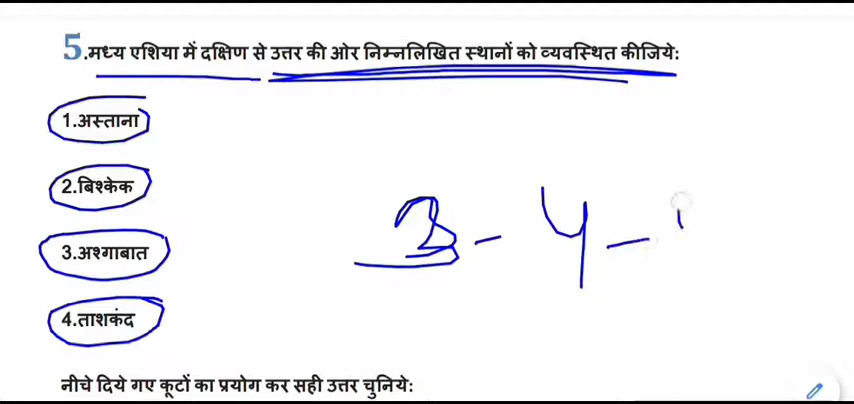 5.मध्य एशिया में दक्षिण से उत्तर की ओर निम्नलिखित स्थानों को व्यवस्थित कीजिये:
1.अस्ताना
2.बिश्केक
3.अश्गाबात
3 - 4 -
4.ताशकंद
नीचे दिये गए कूटों का प्रयोग कर सही उत्तर चुनिये: